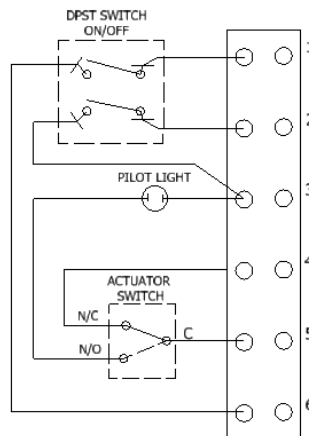 DPST SWITCH
ON/OFF
1
2
PILOT LIGHT
3
4
ACTUATOR
SWITCH
N/C
C
5
N/O
6